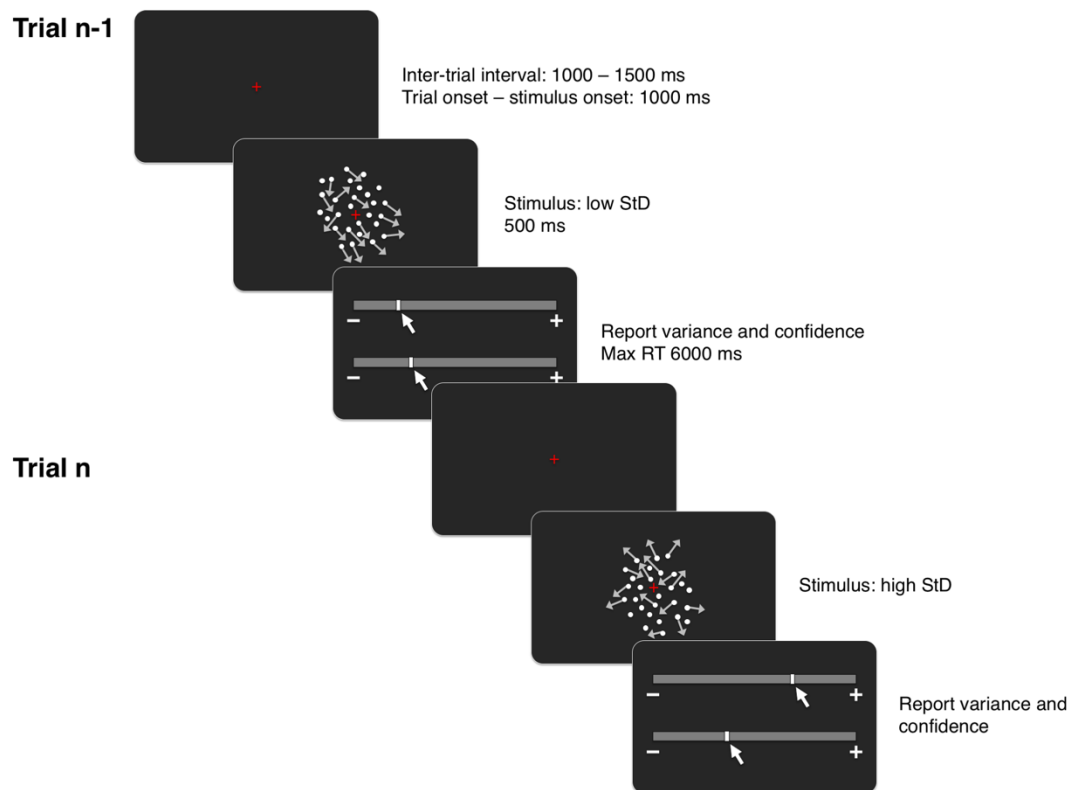 Trial n-1
Inter-trial interval: 1000 – 1500 ms
Trial onset – stimulus onset: 1000 ms
Stimulus: low StD
500 ms
– +
– +
Report variance and confidence
Max RT 6000 ms
Trial n
Stimulus: high StD
– +
– +
Report variance and
confidence